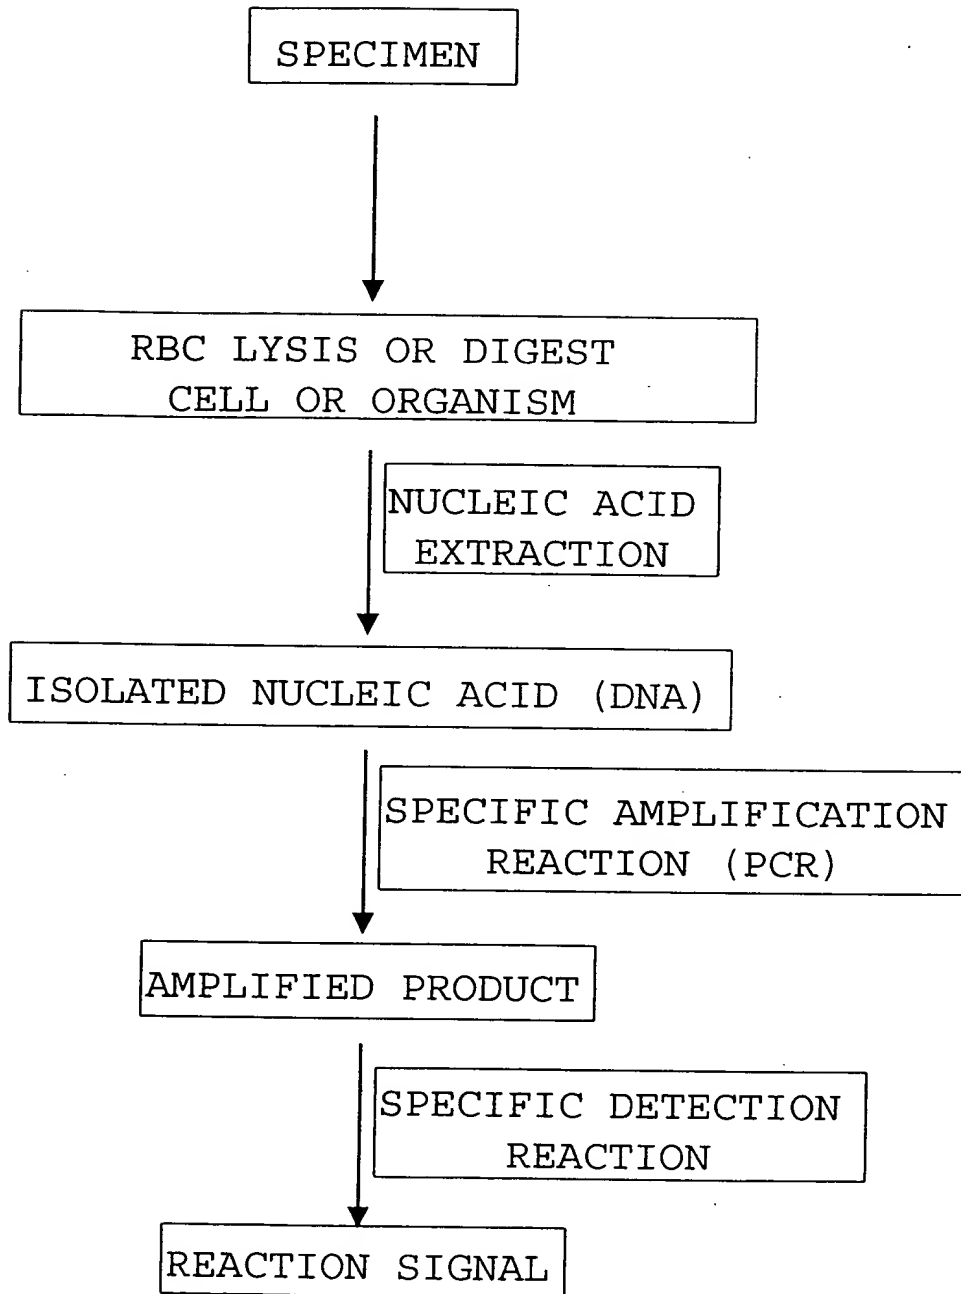 SPECIMEN
RBC LYSIS OR DIGEST
CELL OR ORGANISM
NUCLEIC ACID
EXTRACTION
ISOLATED NUCLEIC ACID (DNA)
SPECIFIC AMPLIFICATION
REACTION (PCR)
AMPLIFIED PRODUCT
SPECIFIC DETECTION
REACTION
REACTION SIGNAL